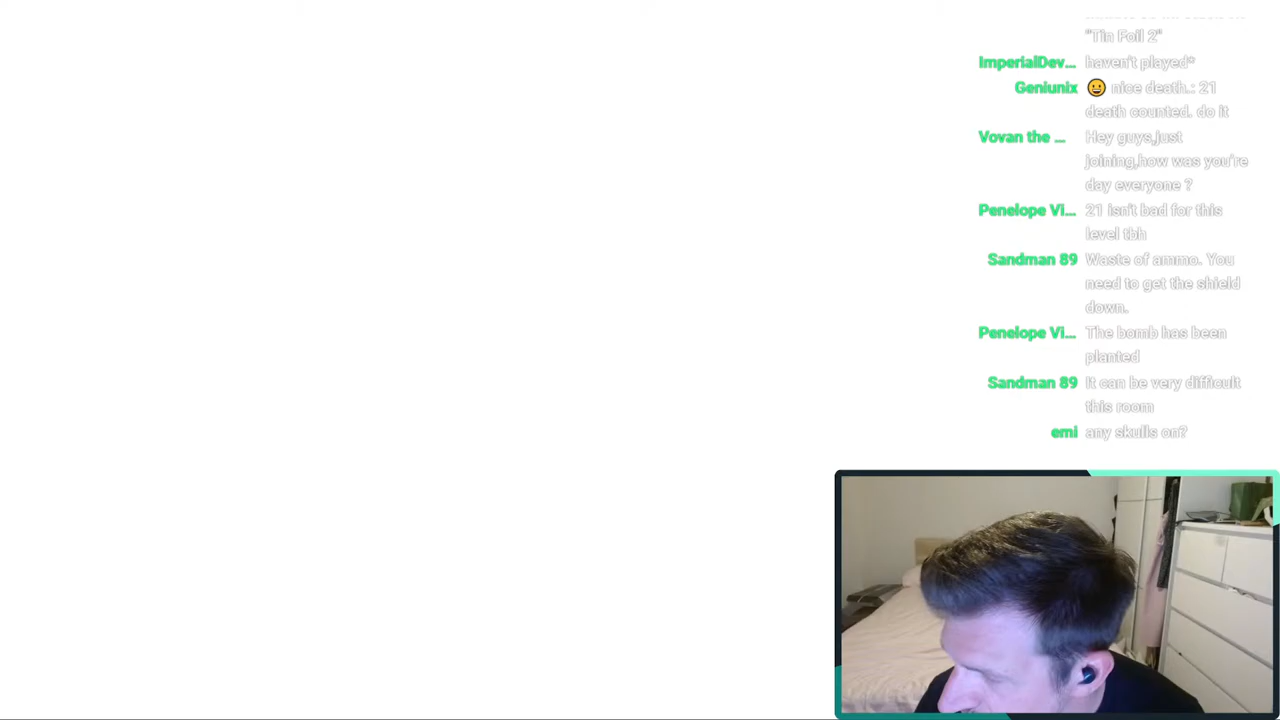 "Tin Foil 2"
ImperialDev... haven't played*
Geniunix 😀 nice death.: 21
death counted. do it
Vovan the ... Hey guys,just
joining,how was you're
day everyone ?
Penelope Vi... 21 isn't bad for this
level tbh
Sandman 89 Waste of ammo. You
need to get the shield
down.
Penelope Vi... The bomb has been
planted
Sandman 89 It can be very difficult
this room
emi any skulls on?